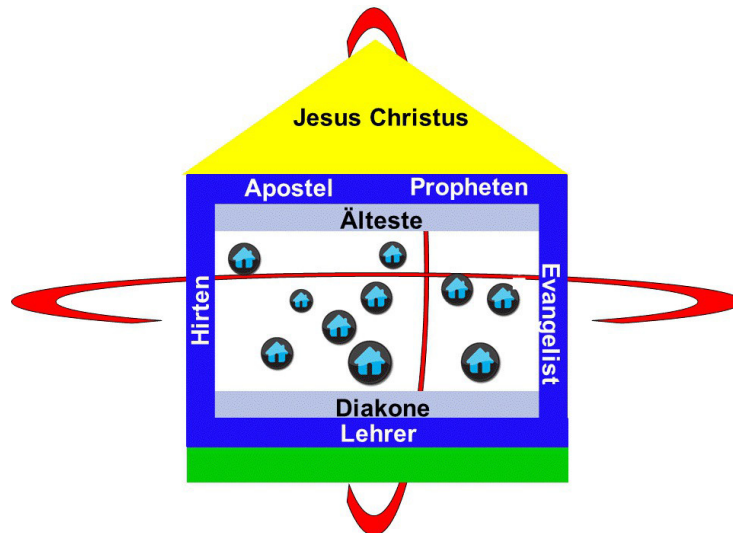 Jesus Christus
Apostel
Propheten
Älteste
Hirten
Evangelist
Diakone
Lehrer